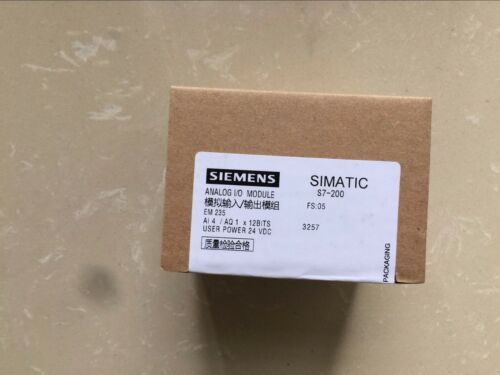 SIEMENS
ANALOG I/O MODULE
模拟输入/输出模组
EM 235
AI 4 / AQ 1 x 12BITS
USER POWER 24 VDC
质量检验合格
SIMATIC
S7-200
FS:05
3257
PACKAGING